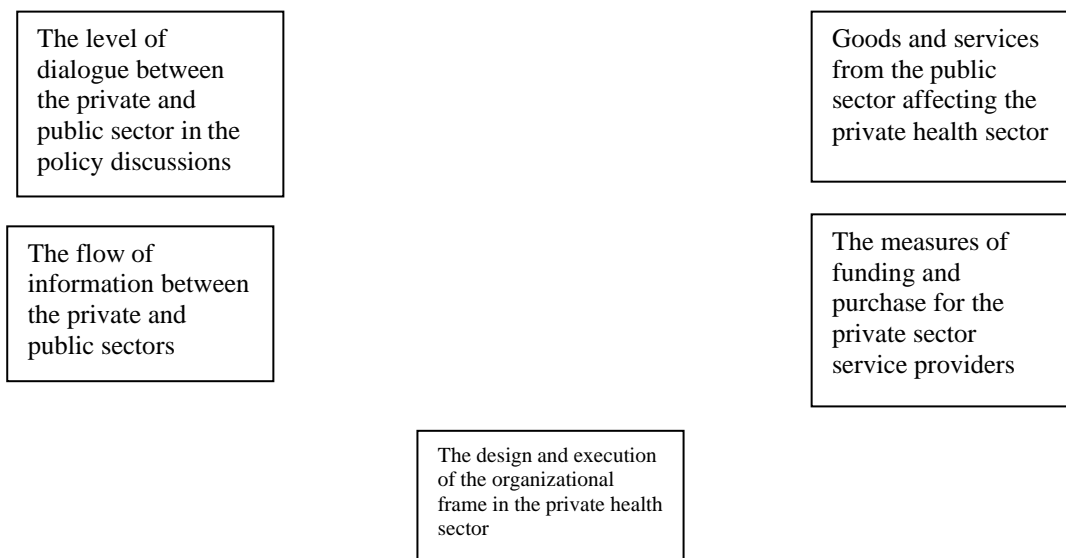 The level of
dialogue between
the private and
public sector in the
policy discussions
Goods and services
from the public
sector affecting the
private health sector
The flow of
information between
the private and
public sectors
The measures of
funding and
purchase for the
private sector
service providers
The design and execution
of the organizational
frame in the private health
sector